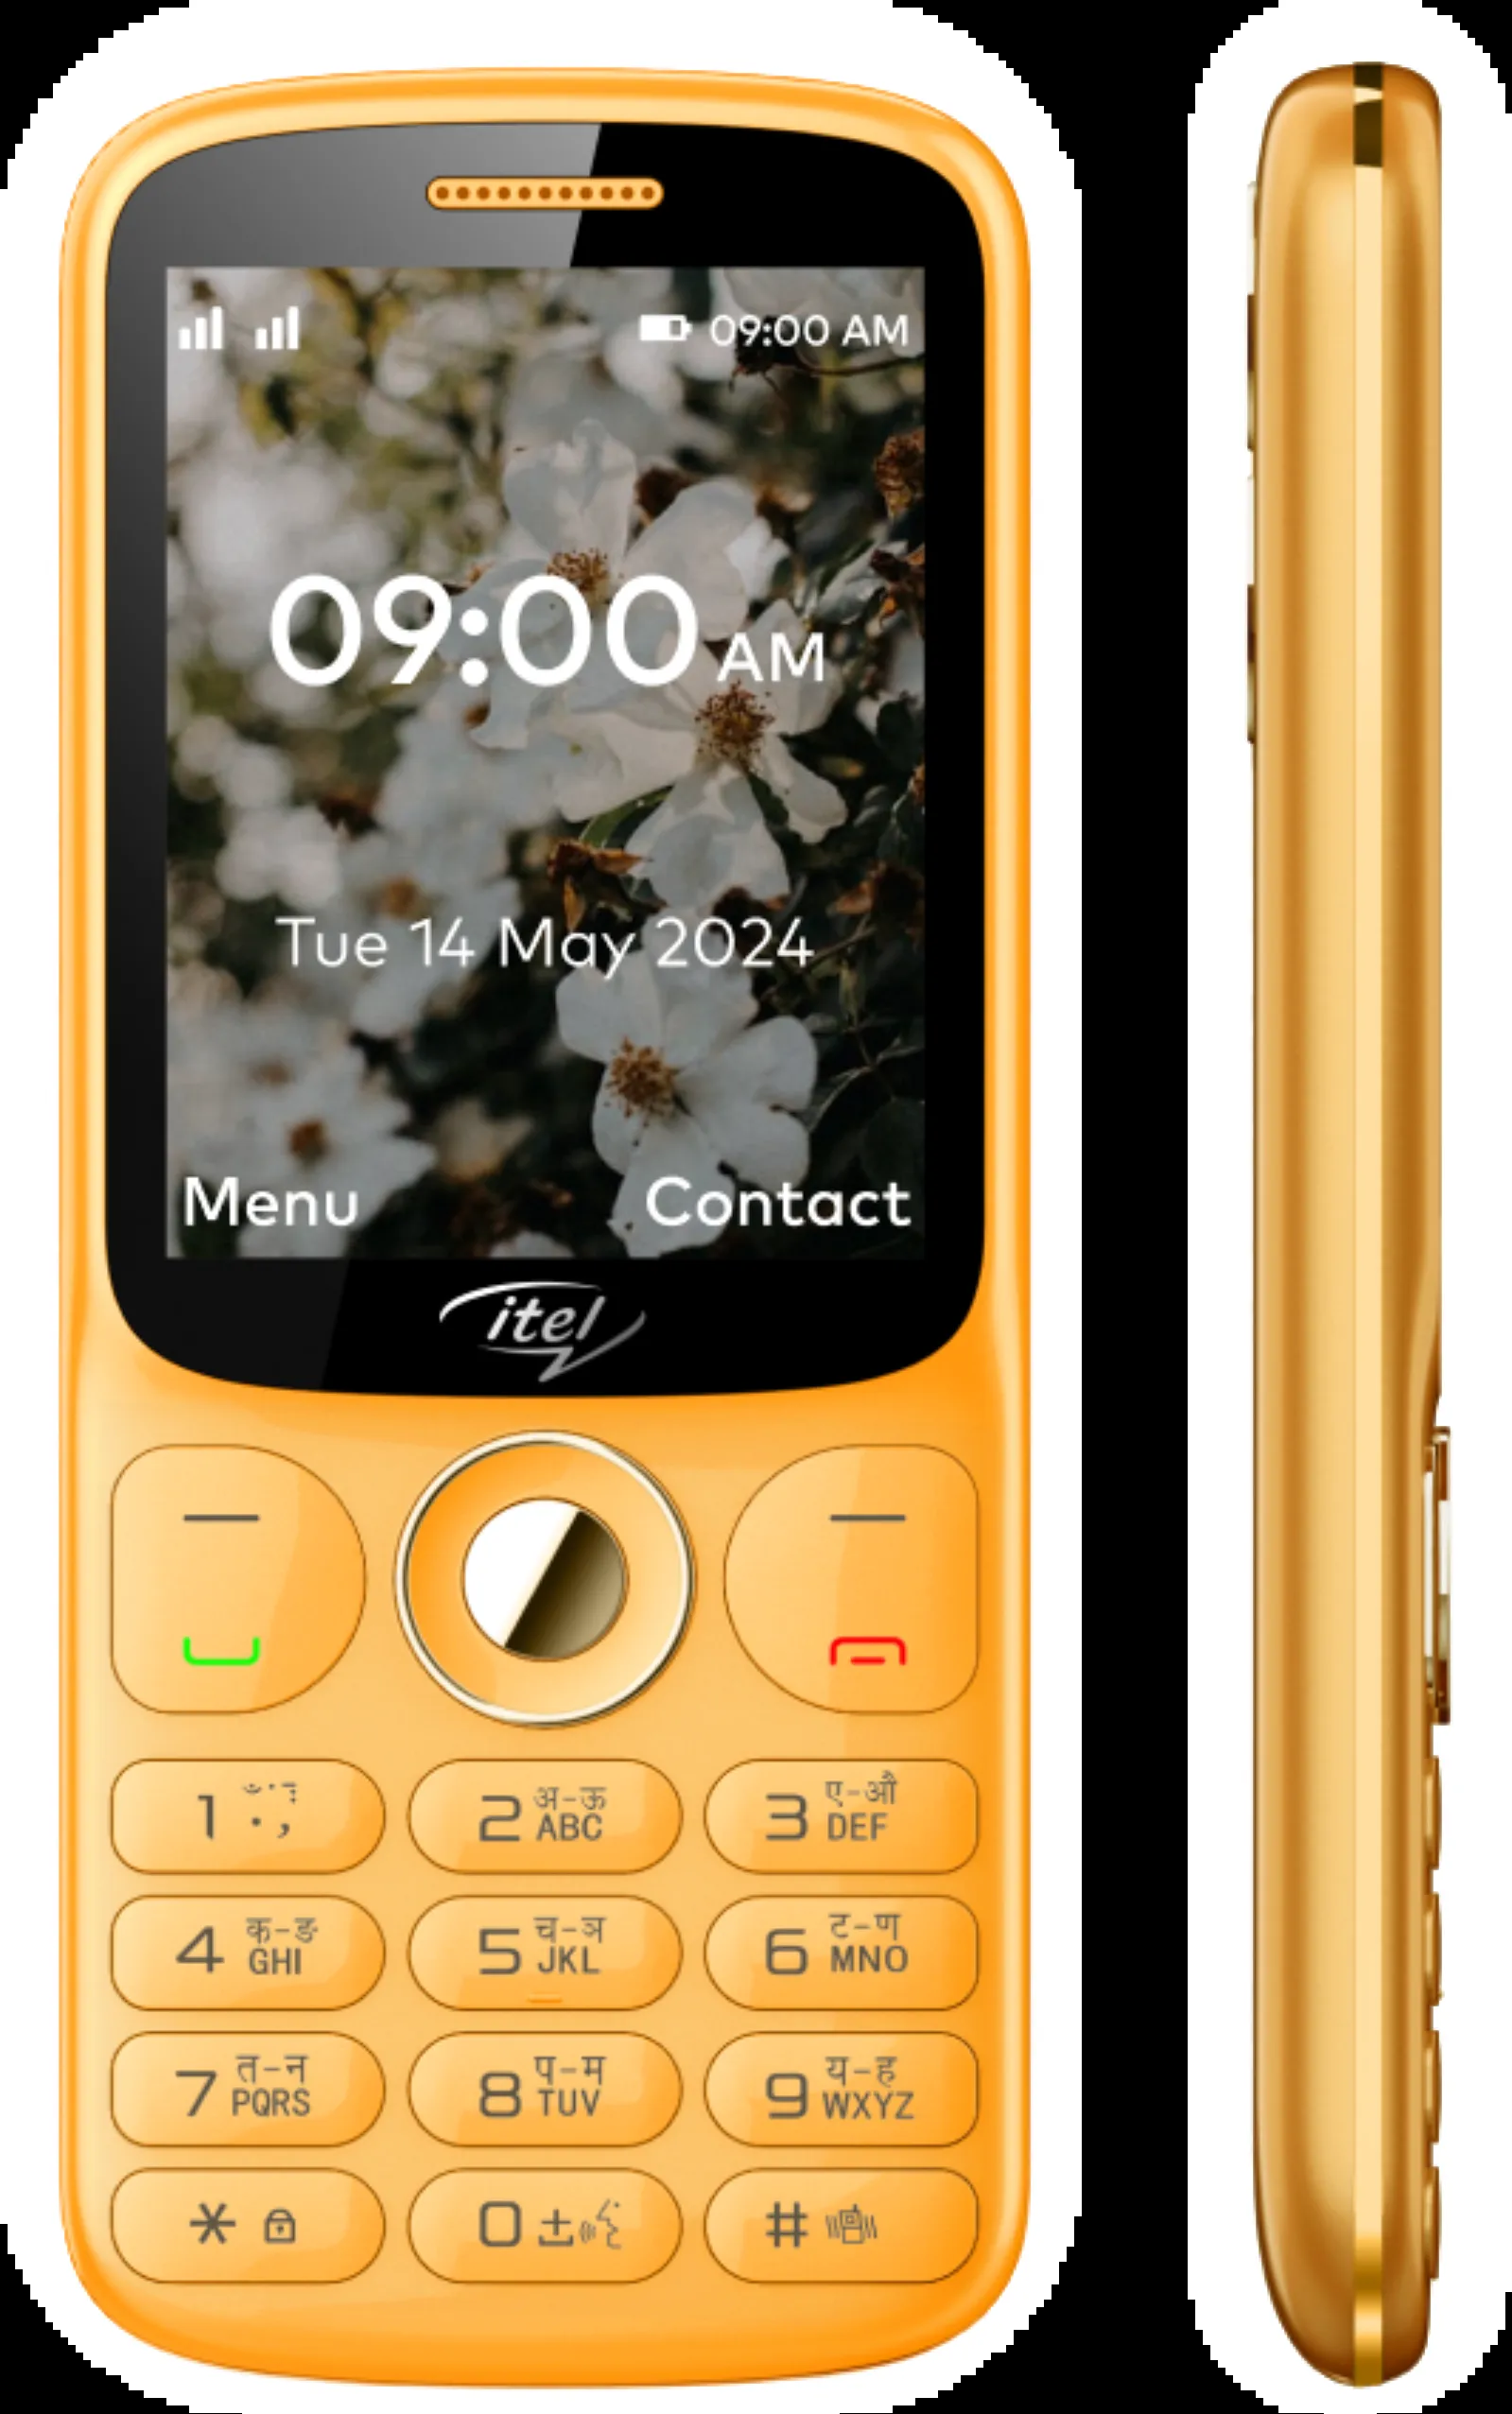 09:00 AM
09:00 AM
Tue 14 May 2024
Menu Contact
itel
1 . ,
2 अ-ऊ ABC
3 ए-औ DEF
4 क-ङ GHI
5 च-ञ JKL
6 ट-ण MNO
7 त-न PQRS
8 प-म TUV
9 य-ह WXYZ
*
0 +
#